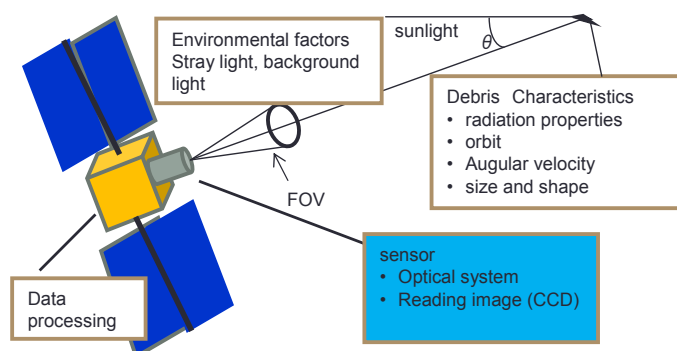 Environmental factors
Stray light, background
light
sunlight
θ
Debris Characteristics
• radiation properties
• orbit
• Augular velocity
• size and shape
FOV
sensor
• Optical system
• Reading image (CCD)
Data
processing